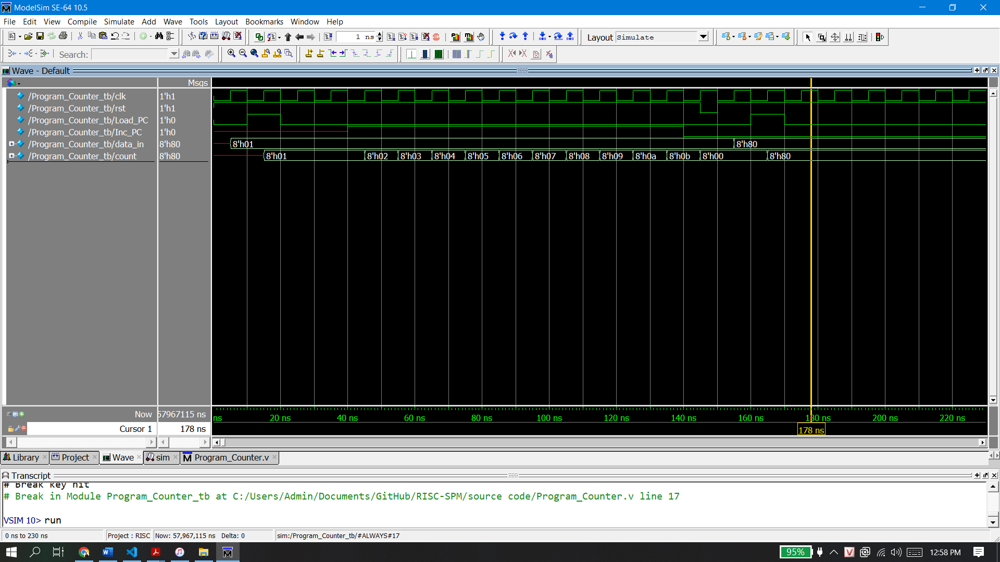 ModelSim SE-64 10.5
File Edit View Compile Simulate Add Wave Tools Layout Bookmarks Window Help
1 ns
Layout Simulate
Search:
Wave - Default
Msgs
/Program_Counter_tb/clk 1'h1
/Program_Counter_tb/rst 1'h1
/Program_Counter_tb/Load_PC 1'h0
/Program_Counter_tb/Inc_PC 1'h0
/Program_Counter_tb/data_in 8'h80 8'h01 8'h80
/Program_Counter_tb/count 8'h80 8'h01 8'h02 8'h03 8'h04 8'h05 8'h06 8'h07 8'h08 8'h09 8'h0a 8'h0b 8'h00 8'h80
Now 57967115 ns ns 20 ns 40 ns 60 ns 80 ns 100 ns 120 ns 140 ns 160 ns 180 ns 200 ns 220 ns
Cursor 1 178 ns 178 ns
Library Project Wave sim Program_Counter.v
Transcript
# Break key hit
# Break in Module Program_Counter_tb at C:/Users/Admin/Documents/GitHub/RISC-SPM/source code/Program_Counter.v line 17
VSIM 10> run
0 ns to 230 ns Project : RISC Now: 57,967,115 ns Delta: 0 sim:/Program_Counter_tb/#ALWAYS#17
95% 12:58 PM